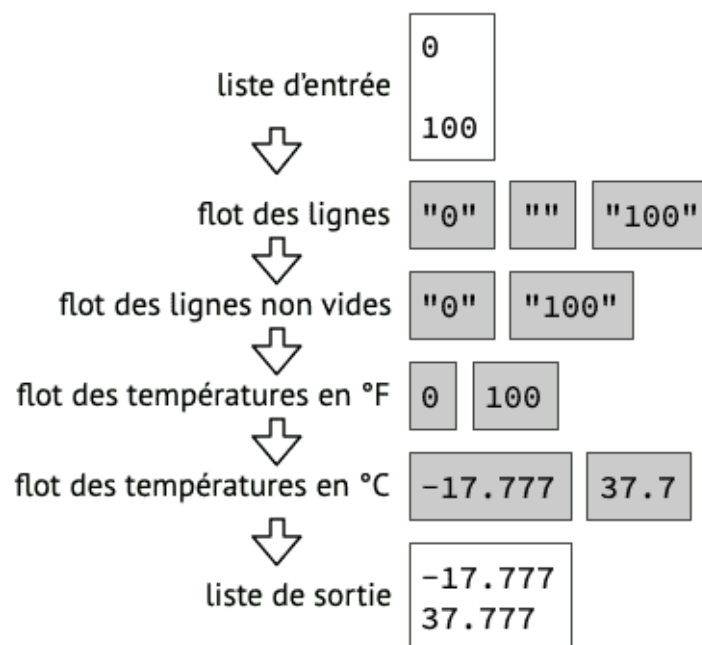 liste d'entrée
0
100
flot des lignes "0" "" "100"
flot des lignes non vides "0" "100"
flot des températures en °F 0 100
flot des températures en °C -17.777 37.7
liste de sortie
-17.777
37.777